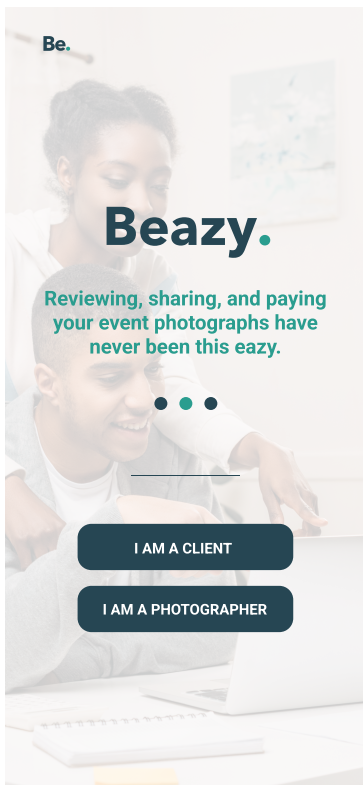 Be.
Beazy.
Reviewing, sharing, and paying
your event photographs have
never been this eazy.
I AM A CLIENT
I AM A PHOTOGRAPHER